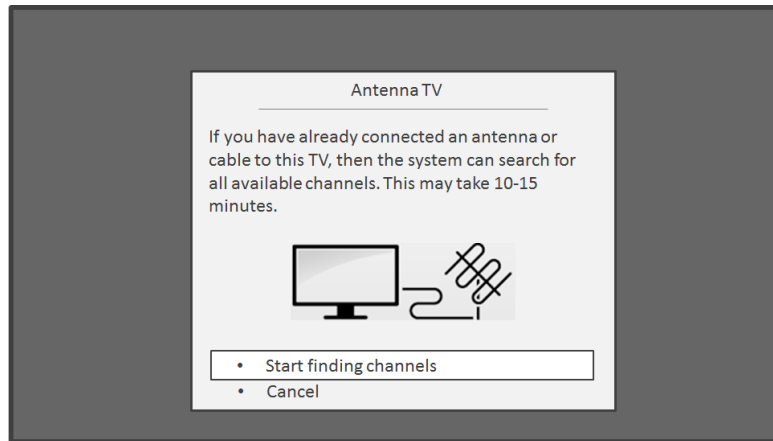 Antenna TV
If you have already connected an antenna or
cable to this TV, then the system can search for
all available channels. This may take 10-15
minutes.
• Start finding channels
• Cancel